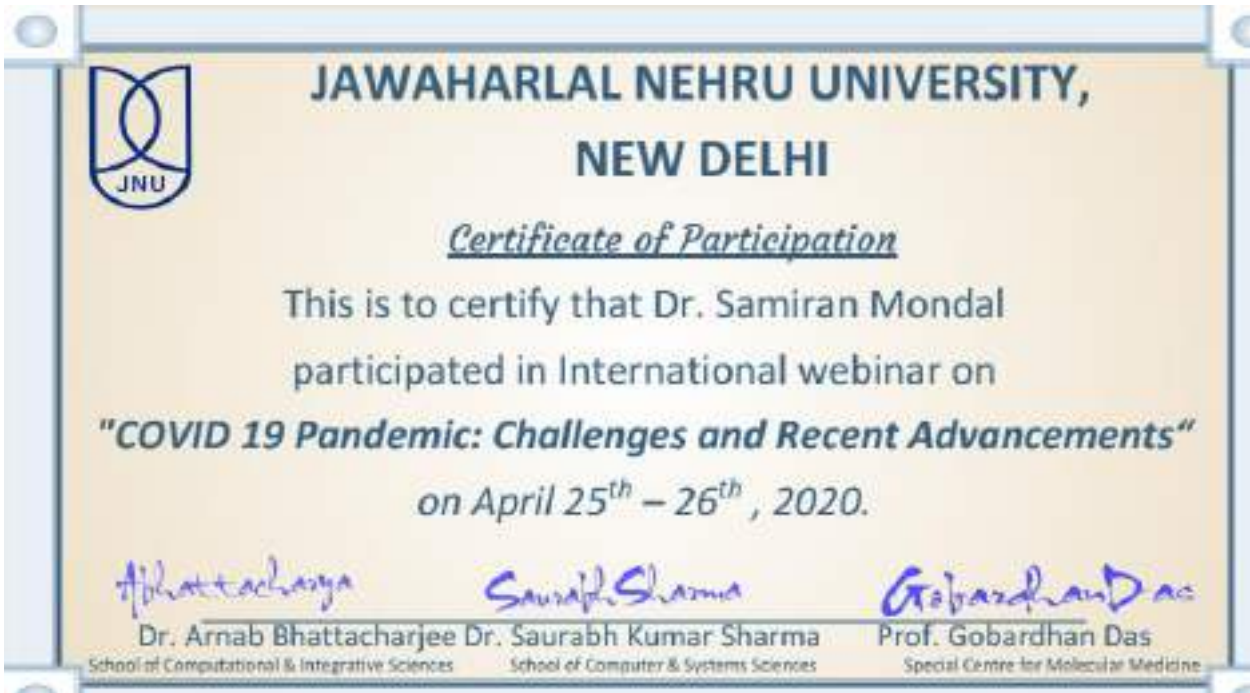 JNU
JAWAHARLAL NEHRU UNIVERSITY,
NEW DELHI
Certificate of Participation
This is to certify that Dr. Samiran Mondal
participated in International webinar on
"COVID 19 Pandemic: Challenges and Recent Advancements“
on April 25th – 26th , 2020.
Abhattacharya Saurabh Sharma Gobardhan Das
Dr. Arnab Bhattacharjee Dr. Saurabh Kumar Sharma Prof. Gobardhan Das
School of Computational & Integrative Sciences School of Computer & Systems Sciences Special Centre for Molecular Medicine